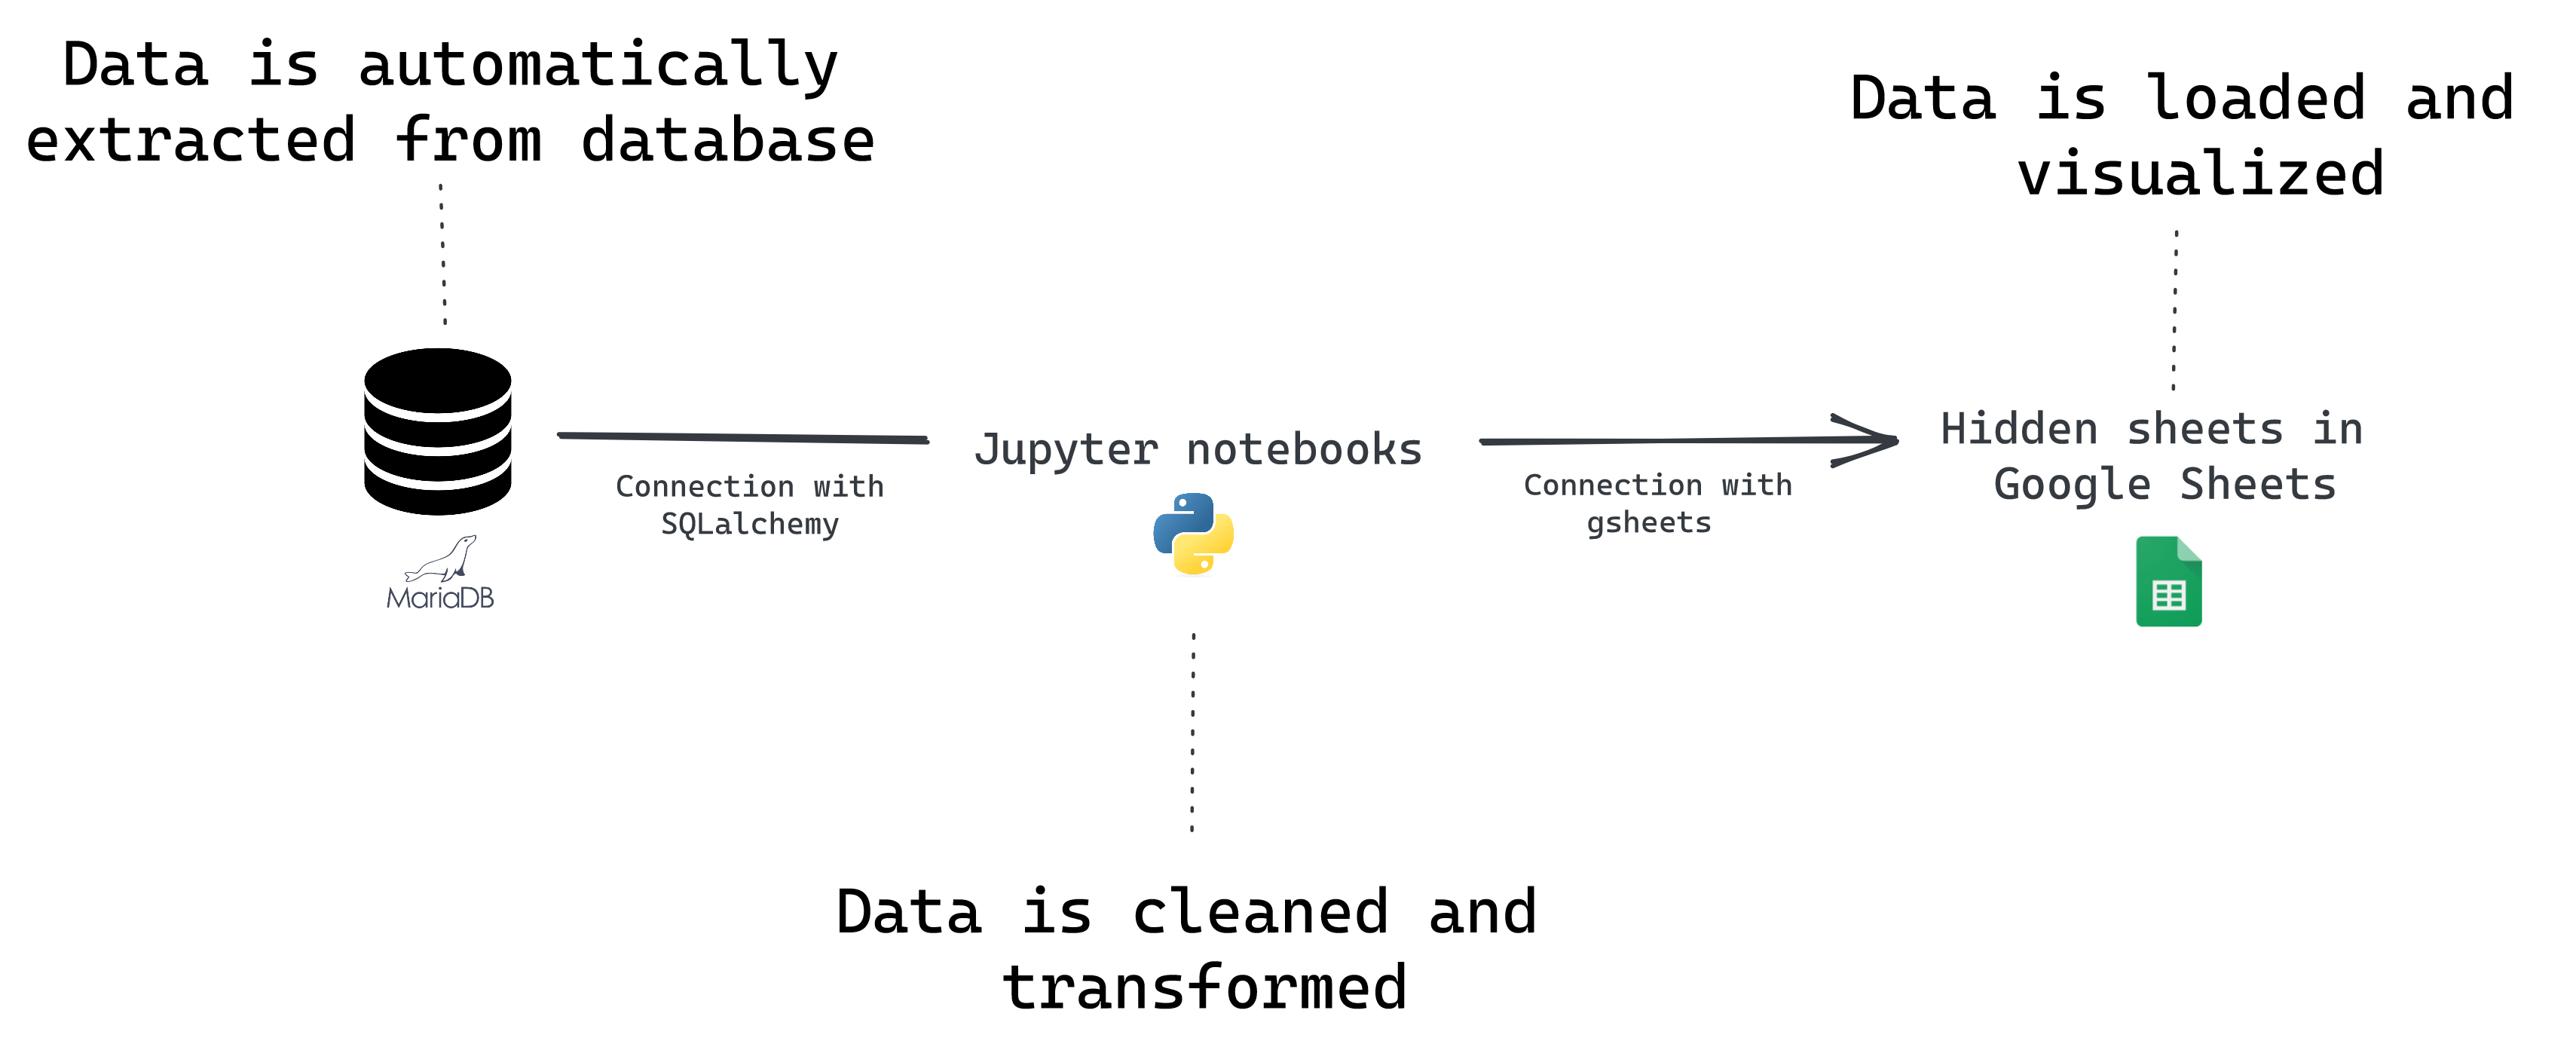 Data is automatically
extracted from database
Data is loaded and
visualized
Hidden sheets in
Google Sheets
Jupyter notebooks
Connection with
SQLalchemy
Connection with
gsheets
MariaDB
Data is cleaned and
transformed